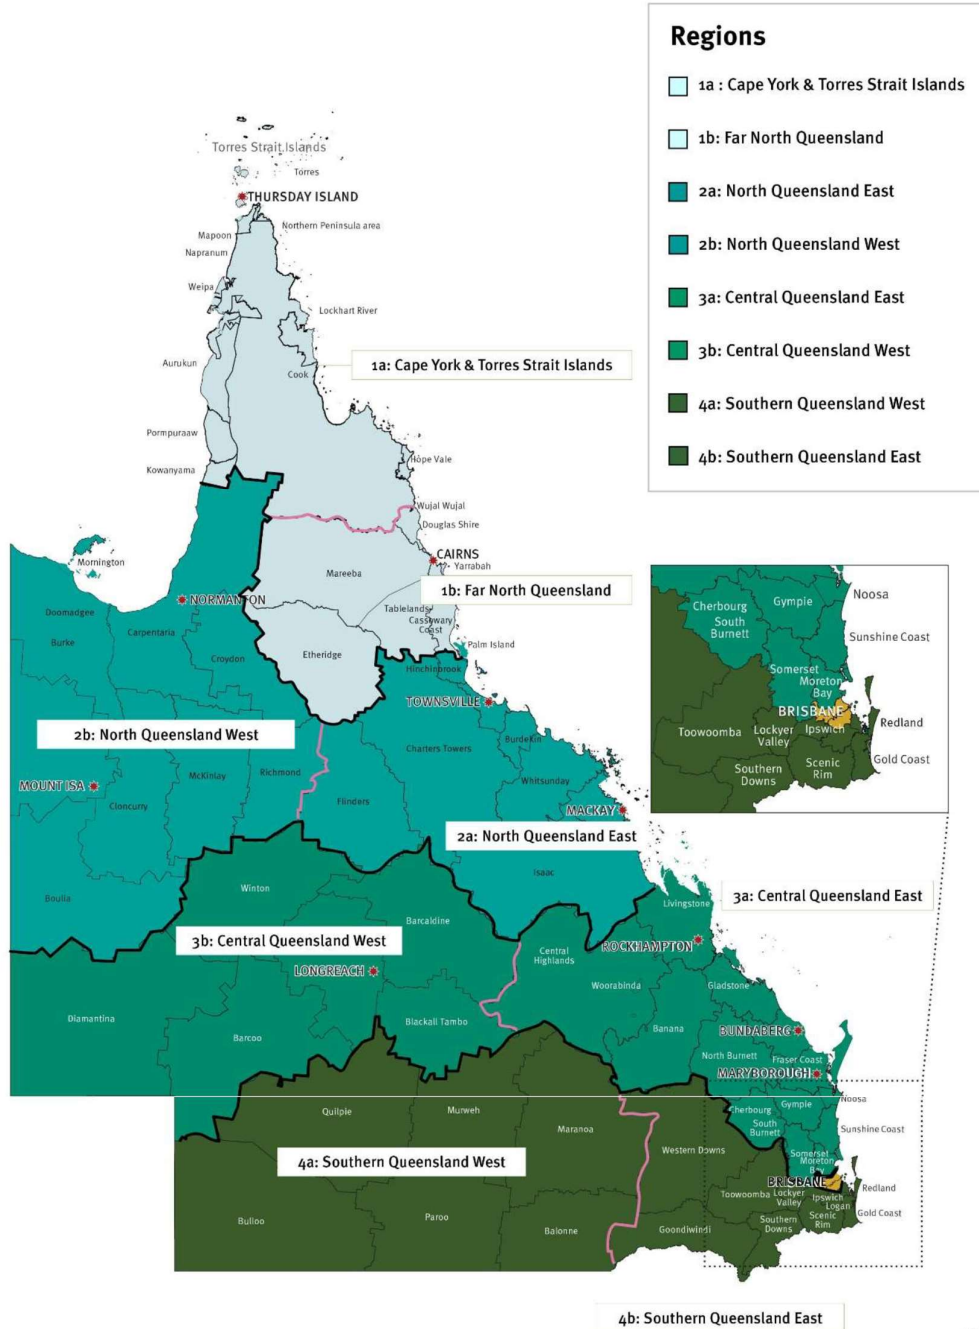 Regions
1a : Cape York & Torres Strait Islands
1b: Far North Queensland
2a: North Queensland East
2b: North Queensland West
3a: Central Queensland East
3b: Central Queensland West
4a: Southern Queensland West
4b: Southern Queensland East
Torres Strait Islands
Torres
THURSDAY ISLAND
Northern Peninsula area
Mapoon
Napranum
Weipa
Lockhart River
1a: Cape York & Torres Strait Islands
Aurukun
Cook
Pormpuraaw
Hope Vale
Kowanyama
Wujal Wujal
Douglas Shire
CAIRNS
Yarrabah
Mornington
Mareeba
1b: Far North Queensland
NORMANTON
Doomadgee
Tablelands
Cassowary
Coast
Carpentaria
Burke
Palm Island
Croydon
Etheridge
Hinchinbrook
TOWNSVILLE
2b: North Queensland West
Burdekin
Charters Towers
Richmond
McKinlay
Whitsunday
MOUNT ISA
Flinders
Cloncurry
MACKAY
2a: North Queensland East
Isaac
Winton
Boulia
3a: Central Queensland East
Livingstone
Barcaldine
3b: Central Queensland West
ROCKHAMPTON
Central
Highlands
LONGREACH
Woorabinda
Gladstone
Diamantina
Blackall Tambo
Banana
BUNDABERG
Barcoo
North Burnett
Fraser Coast
MARYBOROUGH
Noosa
Quilpie
Murweh
Cherbourg
Gympie
South
Burnett
Sunshine Coast
Maranoa
Western Downs
Somerset
Moreton
Bay
4a: Southern Queensland West
BRISBANE
Redland
Toowoomba
Lockyer
Valley
Ipswich
Logan
Gold Coast
Bulloo
Paroo
Balonne
Goondiwindi
Southern
Downs
Scenic
Rim
4b: Southern Queensland East
Noosa
Cherbourg
Gympie
South
Burnett
Sunshine Coast
Somerset
Moreton
Bay
BRISBANE
Redland
Toowoomba
Lockyer
Valley
Ipswich
Gold Coast
Scenic
Rim
Southern
Downs